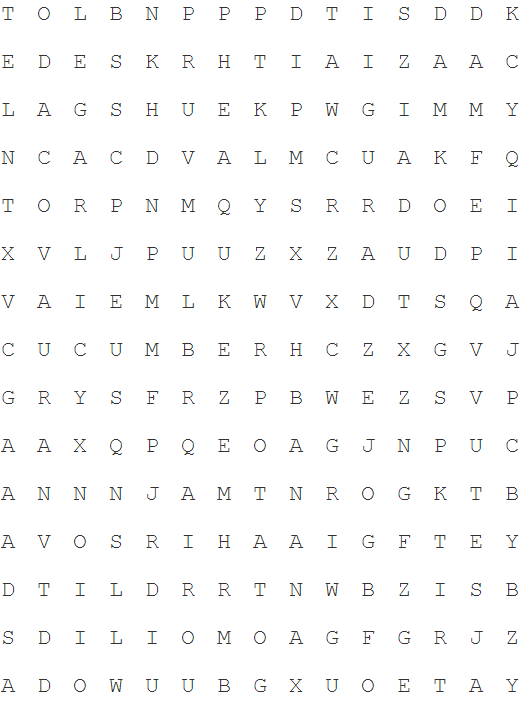 T O L B N P P P D T I S D D K
E D E S K R H T I A I Z A A C
L A G S H U E K P W G I M M Y
N C A C D V A L M C U A K F Q
T O R P N M Q Y S R R D O E I
X V L J P U U Z X Z A U D P I
V A I E M L K W V X D T S Q A
C U C U M B E R H C Z X G V J
G R Y S F R Z P B W E Z S V P
A A X Q P Q E O A G J N P U C
A N N N J A M T N R O G K T B
A V O S R I H A A I G F T E Y
D T I L D R R T N W B Z I S B
S D I L I O M O A G F G R J Z
A D O W U U B G X U O E T A Y